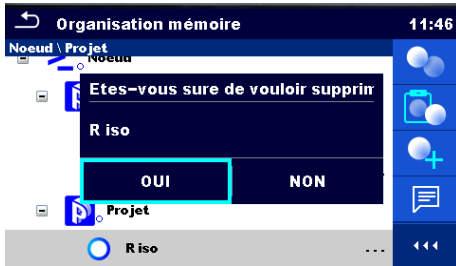 Organisation mémoire
11:46
Noeud \ Projet
Noeud
Etes-vous sure de vouloir supprim
R iso
OUI
NON
Projet
R iso
...